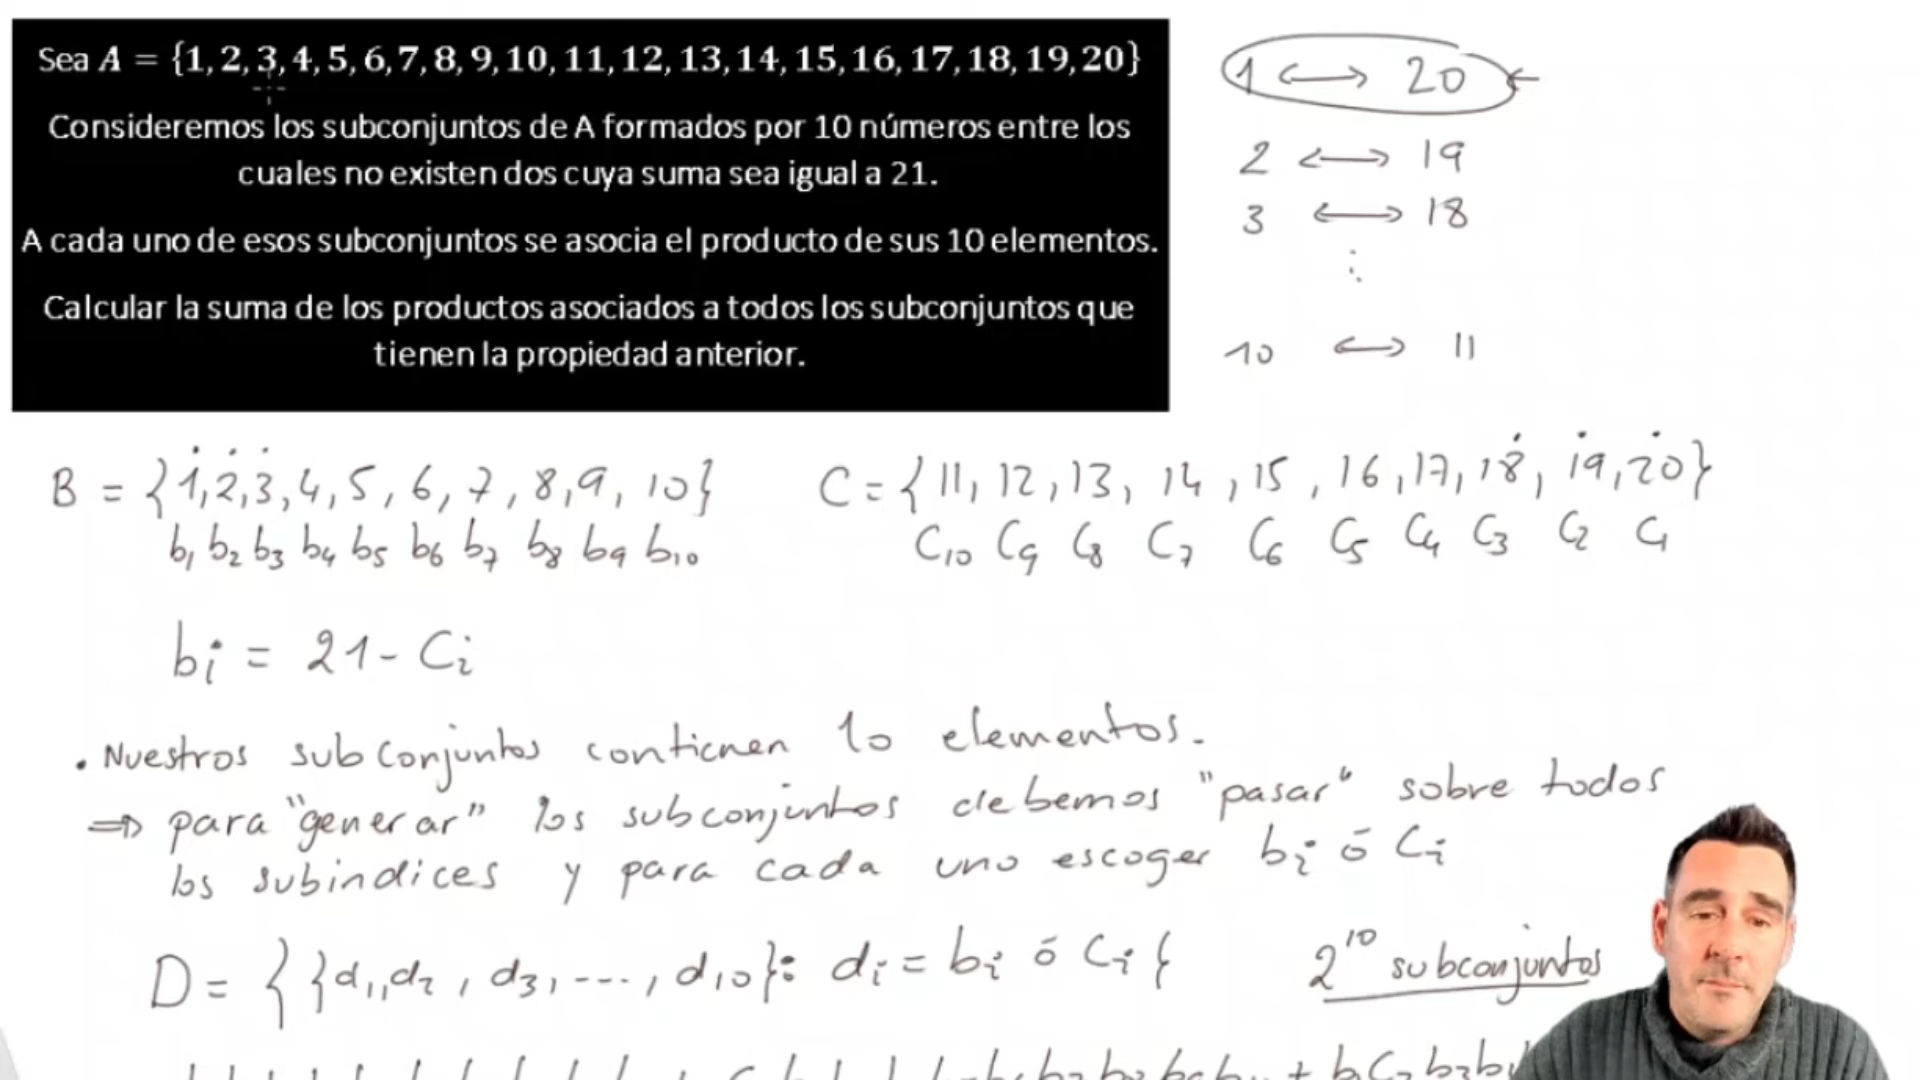 Sea A = {1, 2, 3, 4, 5, 6, 7, 8, 9, 10, 11, 12, 13, 14, 15, 16, 17, 18, 19, 20}
Consideremos los subconjuntos de A formados por 10 números entre los
cuales no existen dos cuya suma sea igual a 21.
A cada uno de esos subconjuntos se asocia el producto de sus 10 elementos.
Calcular la suma de los productos asociados a todos los subconjuntos que
tienen la propiedad anterior.
1 ⟷ 20 ←
2 ⟷ 19
3 ⟷ 18
⋮
10 ⟷ 11
B = {1, 2, 3, 4, 5, 6, 7, 8, 9, 10}
b₁ b₂ b₃ b₄ b₅ b₆ b₇ b₈ b₉ b₁₀
C = {11, 12, 13, 14, 15, 16, 17, 18, 19, 20}
C₁₀ C₉ C₈ C₇ C₆ C₅ C₄ C₃ C₂ C₁
bᵢ = 21 - Cᵢ
• Nuestros subconjuntos contienen 10 elementos.
⇒ para "generar" los subconjuntos debemos "pasar" sobre todos
los subindices y para cada uno escoger bᵢ ó Cᵢ
D = {{d₁, d₂, d₃, ..., d₁₀}: dᵢ = bᵢ ó Cᵢ}
2¹⁰ subconjuntos